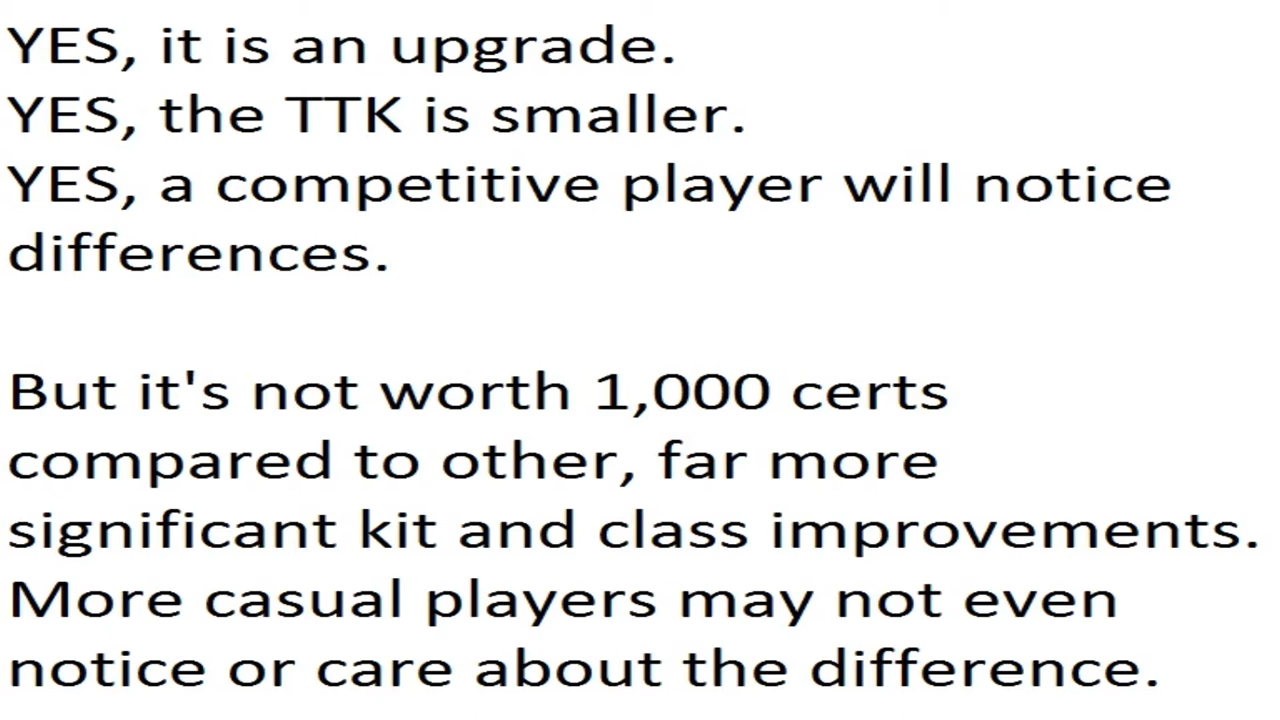 YES, it is an upgrade.
YES, the TTK is smaller.
YES, a competitive player will notice
differences.
But it's not worth 1,000 certs
compared to other, far more
significant kit and class improvements.
More casual players may not even
notice or care about the difference.